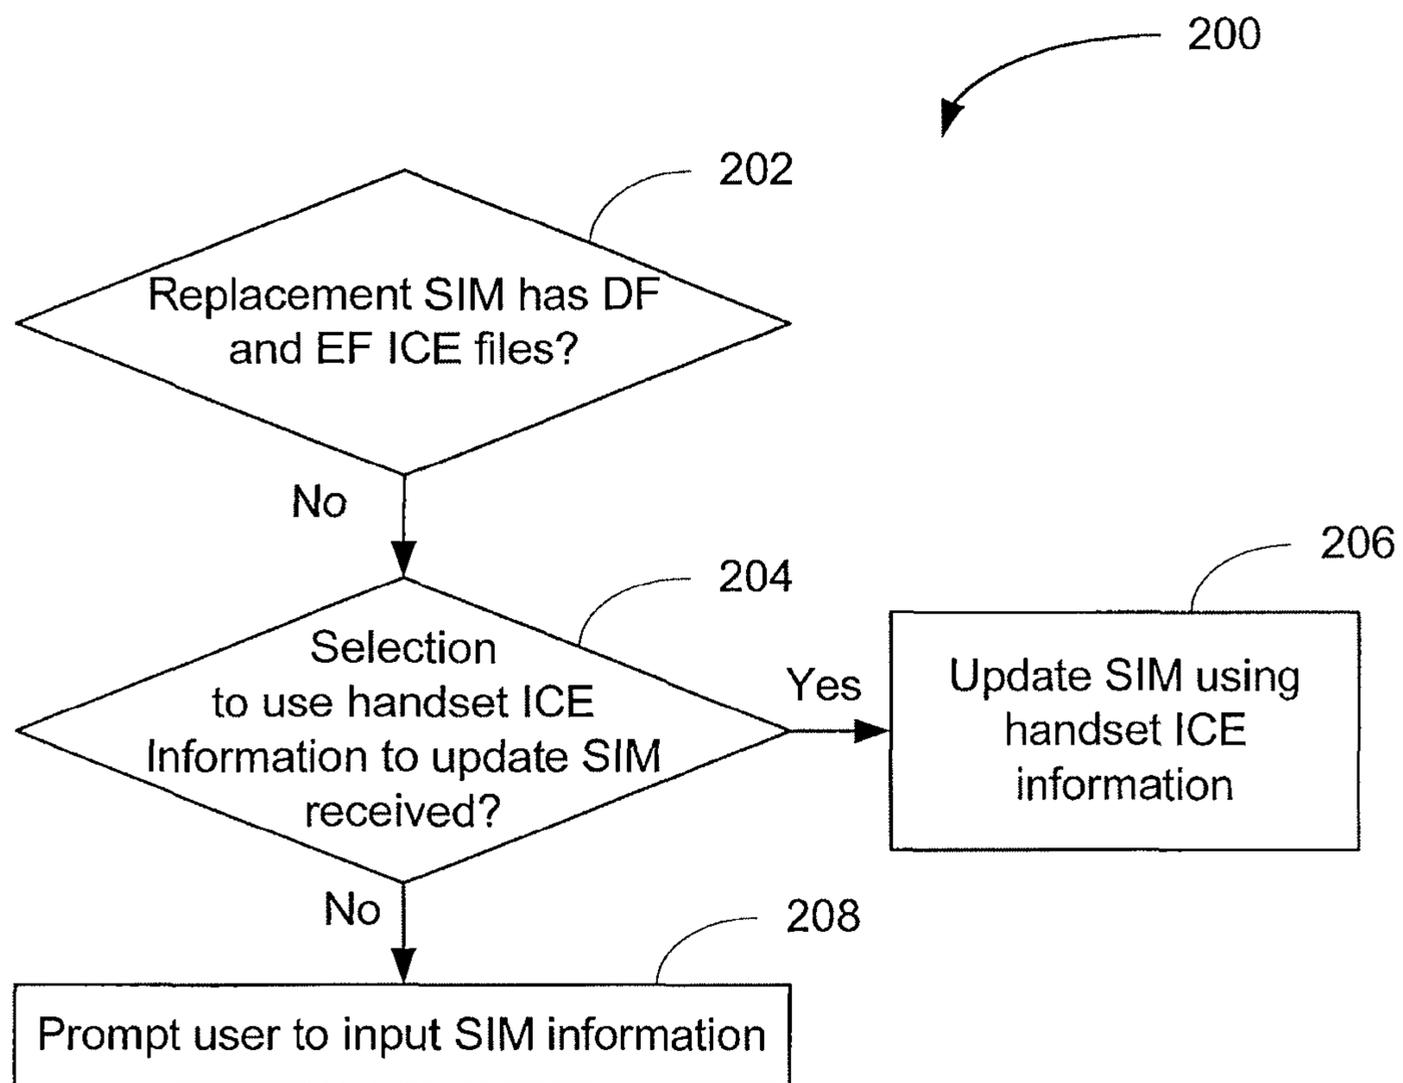 200
202
Replacement SIM has DF
and EF ICE files?
No
204
206
Selection
to use handset ICE
Information to update SIM
received?
Yes
Update SIM using
handset ICE
information
No
208
Prompt user to input SIM information